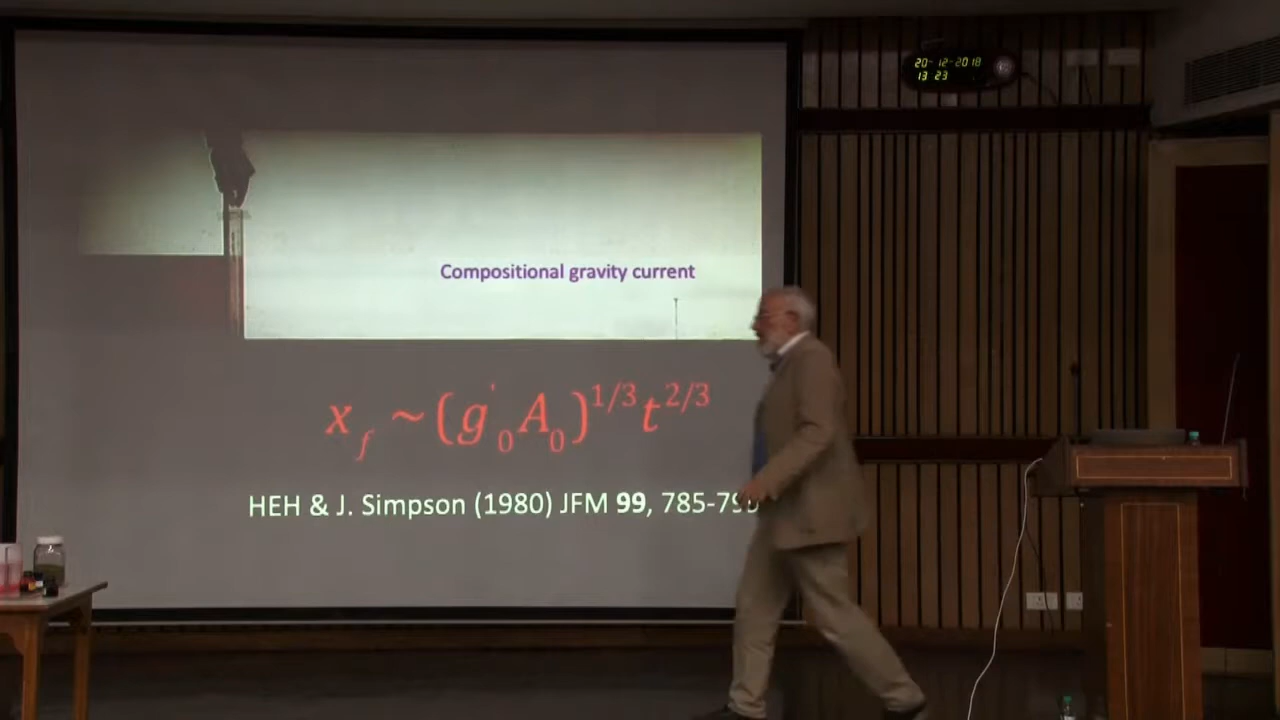 20-12-2018
13 23
Compositional gravity current
x_f ~ (g'_0 A_0)^{1/3} t^{2/3}
HEH & J. Simpson (1980) JFM 99, 785-79